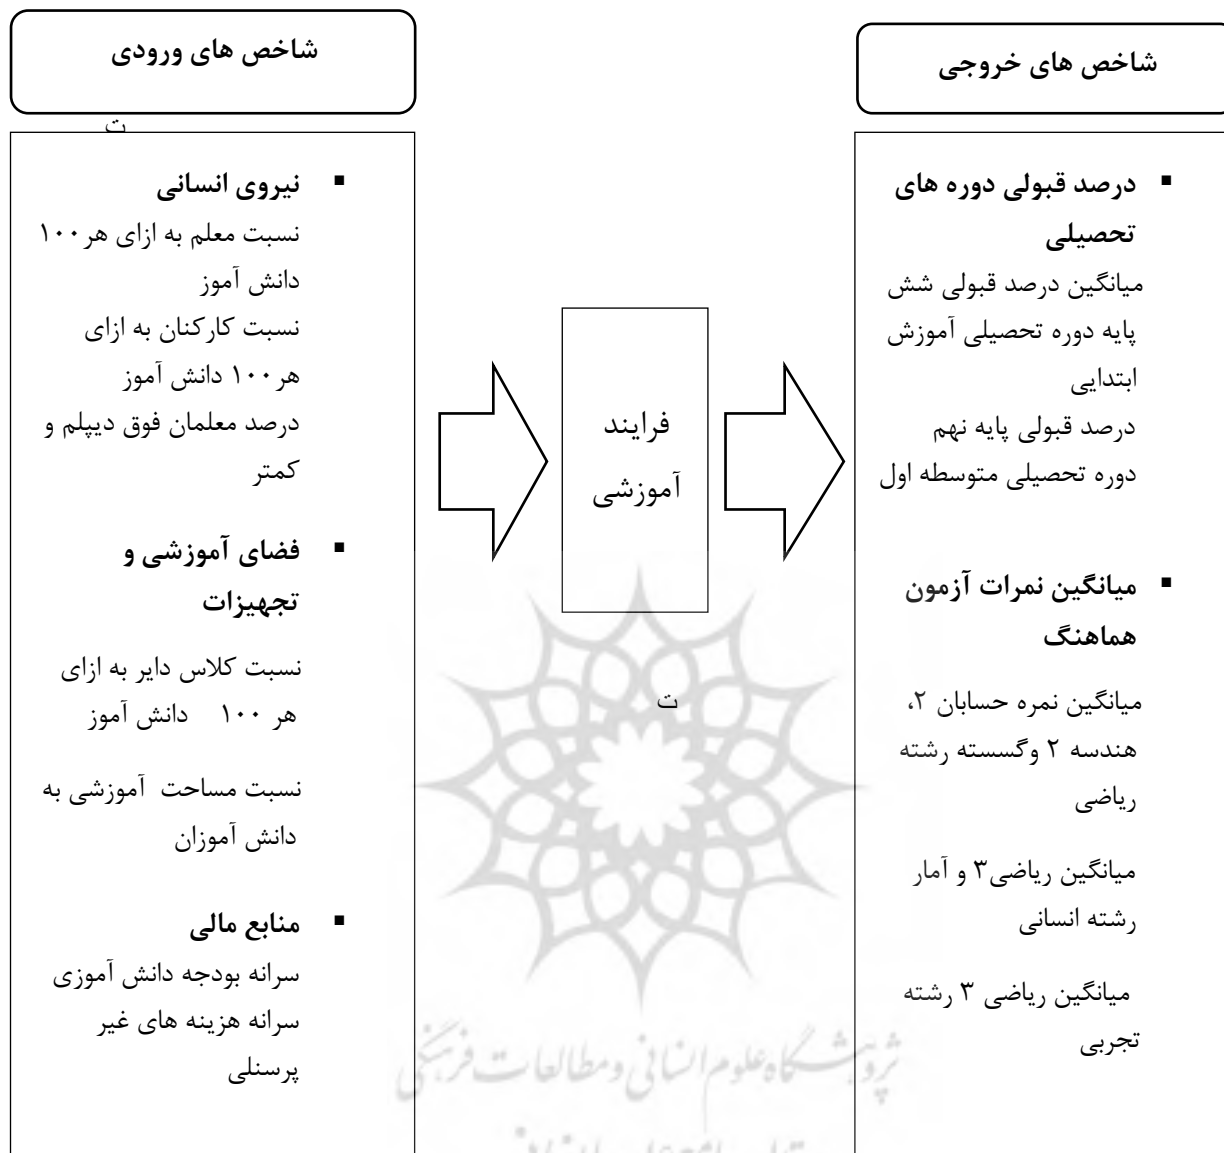 شاخص های ورودی
ت
نیروی انسانی
نسبت معلم به ازای هر۱۰۰
دانش آموز
نسبت کارکنان به ازای
هر۱۰۰ دانش آموز
درصد معلمان فوق دیپلم و
کمتر
فضای آموزشی و
تجهیزات
نسبت کلاس دایر به ازای
هر ۱۰۰ دانش آموز
نسبت مساحت آموزشی به
دانش آموزان
منابع مالی
سرانه بودجه دانش آموزی
سرانه هزینه های غیر
پرسنلی
فرایند
آموزشی
ت
شاخص های خروجی
درصد قبولی دوره های
تحصیلی
میانگین درصد قبولی شش
پایه دوره تحصیلی آموزش
ابتدایی
درصد قبولی پایه نهم
دوره تحصیلی متوسطه اول
میانگین نمرات آزمون
هماهنگ
میانگین نمره حسابان ۲،
هندسه ۲ وگسسته رشته
ریاضی
میانگین ریاضی۳ و آمار
رشته انسانی
میانگین ریاضی ۳ رشته
تجربی
پژوهشگاه علوم انسانی و مطالعات فرهنگی